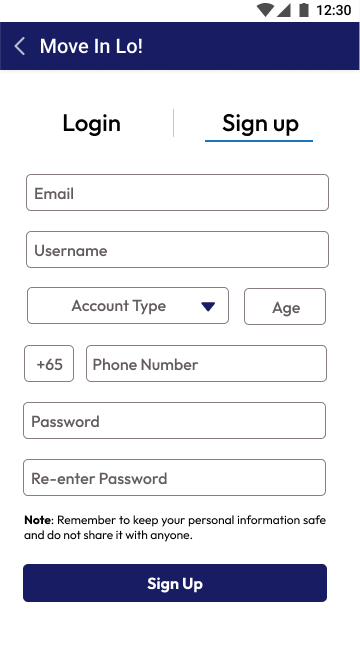 12:30
Move In Lo!
Login
Sign up
Email
Username
Account Type
Age
+65
Phone Number
Password
Re-enter Password
Note: Remember to keep your personal information safe
and do not share it with anyone.
Sign Up